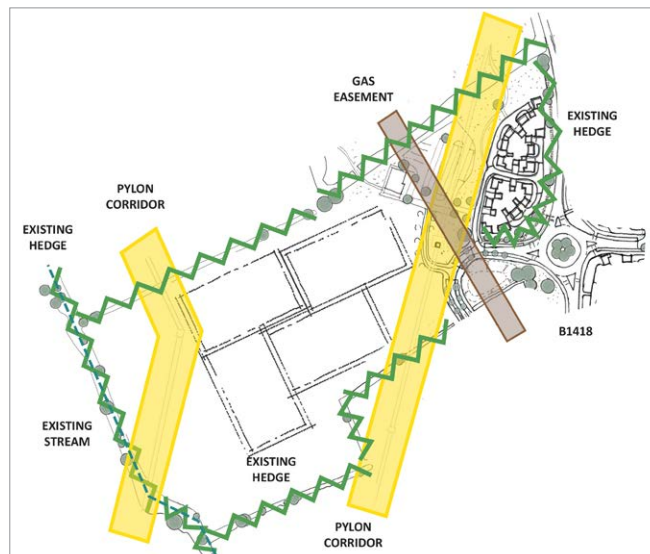 GAS
EASEMENT
EXISTING
HEDGE
PYLON
CORRIDOR
EXISTING
HEDGE
B1418
EXISTING
STREAM
EXISTING
HEDGE
PYLON
CORRIDOR